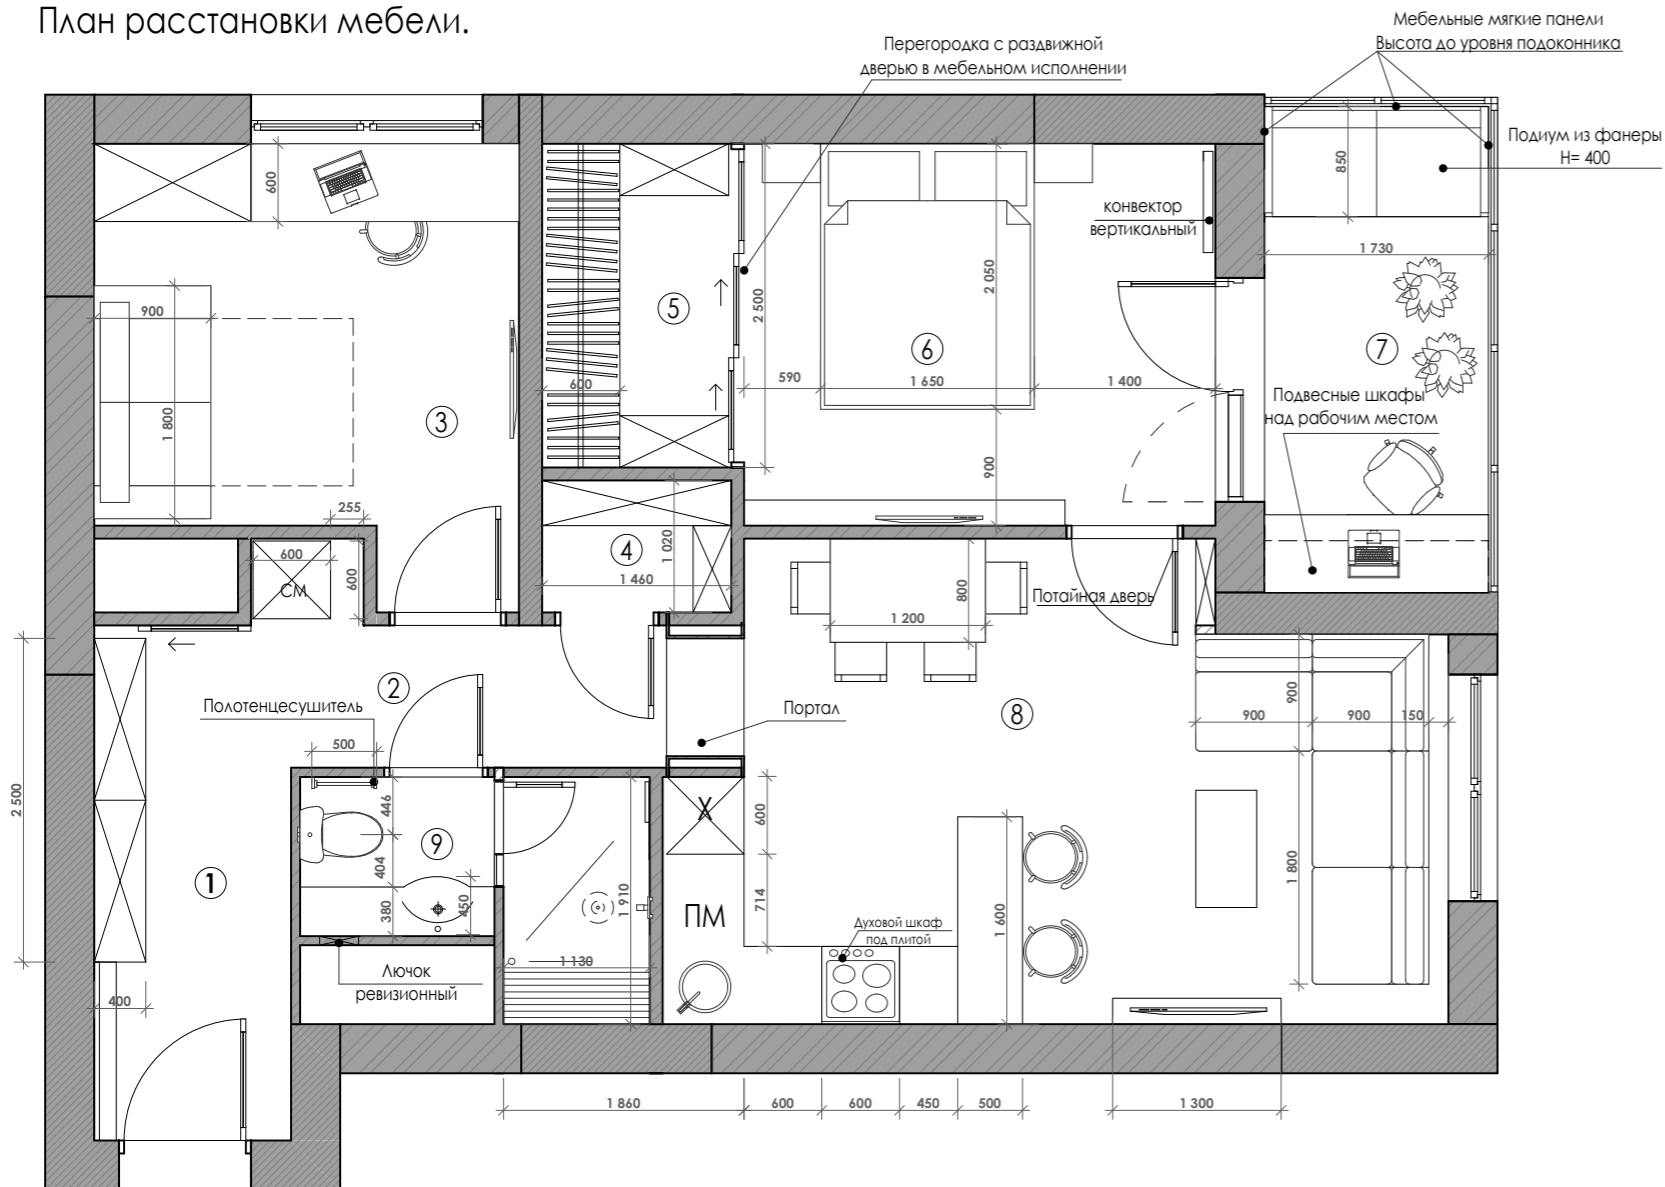 План расстановки мебели.
Мебельные мягкие панели
Высота до уровня подоконника
Перегородка с раздвижной
дверью в мебельном исполнении
Подиум из фанеры
H= 400
850
600
конвектор
вертикальный
1 730
2 050
2 500
900
5
6
7
590
1 650
1 400
600
Подвесные шкафы
над рабочим местом
1 800
3
900
255
600
600
СМ
4
1 020
1 460
800
Потайная дверь
1 200
2
Полотенцесушитель
Портал
8
900
900
900
150
500
2 500
446
Х
600
9
404
1
1 800
380
450
1 910
714
ПМ
1 600
Духовой шкаф
под плитой
Лючок
ревизионный
1 130
400
1 860
600
600
450
500
1 300